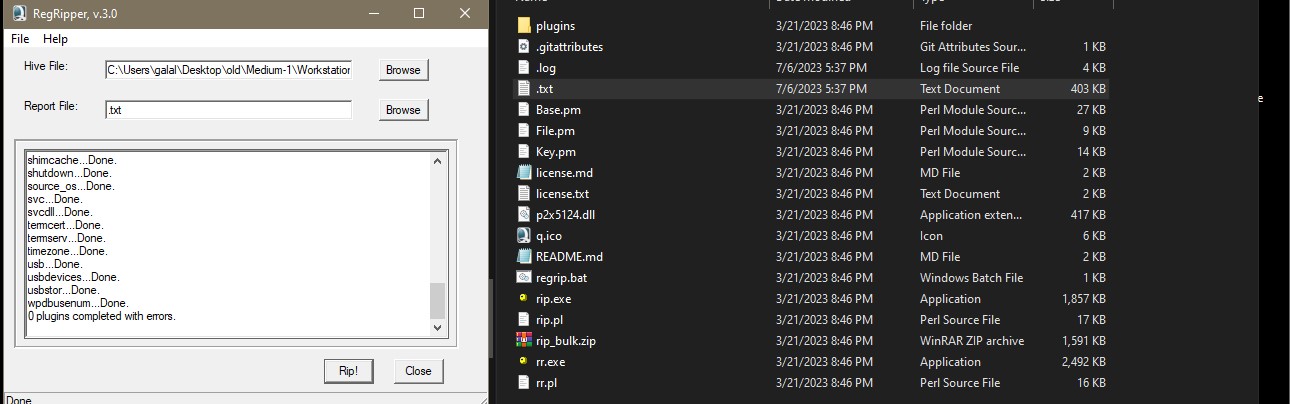 RegRipper, v.3.0
File Help
Hive File: C:\Users\galal\Desktop\old\Medium-1\Workstation Browse
Report File: .txt Browse
shimcache...Done.
shutdown...Done.
source_os...Done.
svc...Done.
svcdll...Done.
termcert...Done.
termserv...Done.
timezone...Done.
usb...Done.
usbdevices...Done.
usbstor...Done.
wpdbusenum...Done.
0 plugins completed with errors.
Rip! Close
Done
plugins 3/21/2023 8:46 PM File folder
.gitattributes 3/21/2023 8:46 PM Git Attributes Sour... 1 KB
.log 7/6/2023 5:37 PM Log file Source File 4 KB
.txt 7/6/2023 5:37 PM Text Document 403 KB
Base.pm 3/21/2023 8:46 PM Perl Module Sourc... 27 KB
File.pm 3/21/2023 8:46 PM Perl Module Sourc... 9 KB
Key.pm 3/21/2023 8:46 PM Perl Module Sourc... 14 KB
license.md 3/21/2023 8:46 PM MD File 2 KB
license.txt 3/21/2023 8:46 PM Text Document 2 KB
p2x5124.dll 3/21/2023 8:46 PM Application exten... 417 KB
q.ico 3/21/2023 8:46 PM Icon 6 KB
README.md 3/21/2023 8:46 PM MD File 2 KB
regrip.bat 3/21/2023 8:46 PM Windows Batch File 1 KB
rip.exe 3/21/2023 8:46 PM Application 1,857 KB
rip.pl 3/21/2023 8:46 PM Perl Source File 17 KB
rip_bulk.zip 3/21/2023 8:46 PM WinRAR ZIP archive 1,591 KB
rr.exe 3/21/2023 8:46 PM Application 2,492 KB
rr.pl 3/21/2023 8:46 PM Perl Source File 16 KB
e